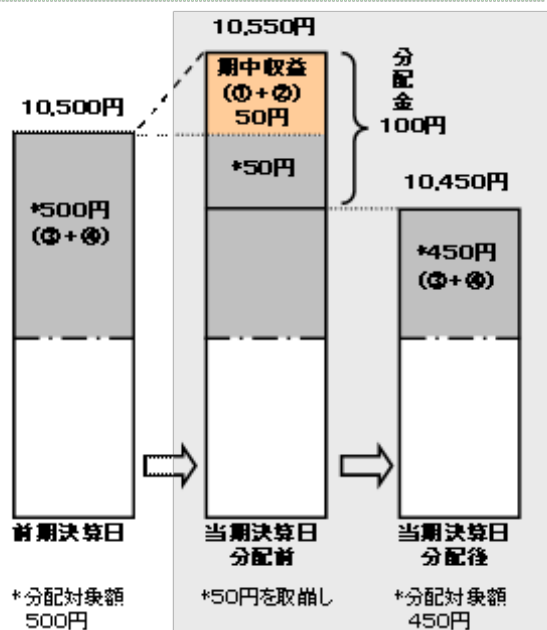 10,550円
期中収益
(①+②)
50円
分
配
金
100円
10,500円
*50円
10,450円
*500円
(③+④)
*450円
(③+④)
前期決算日
当期決算日
分配前
当期決算日
分配後
*分配対象額
500円
*50円を取崩し
*分配対象額
450円